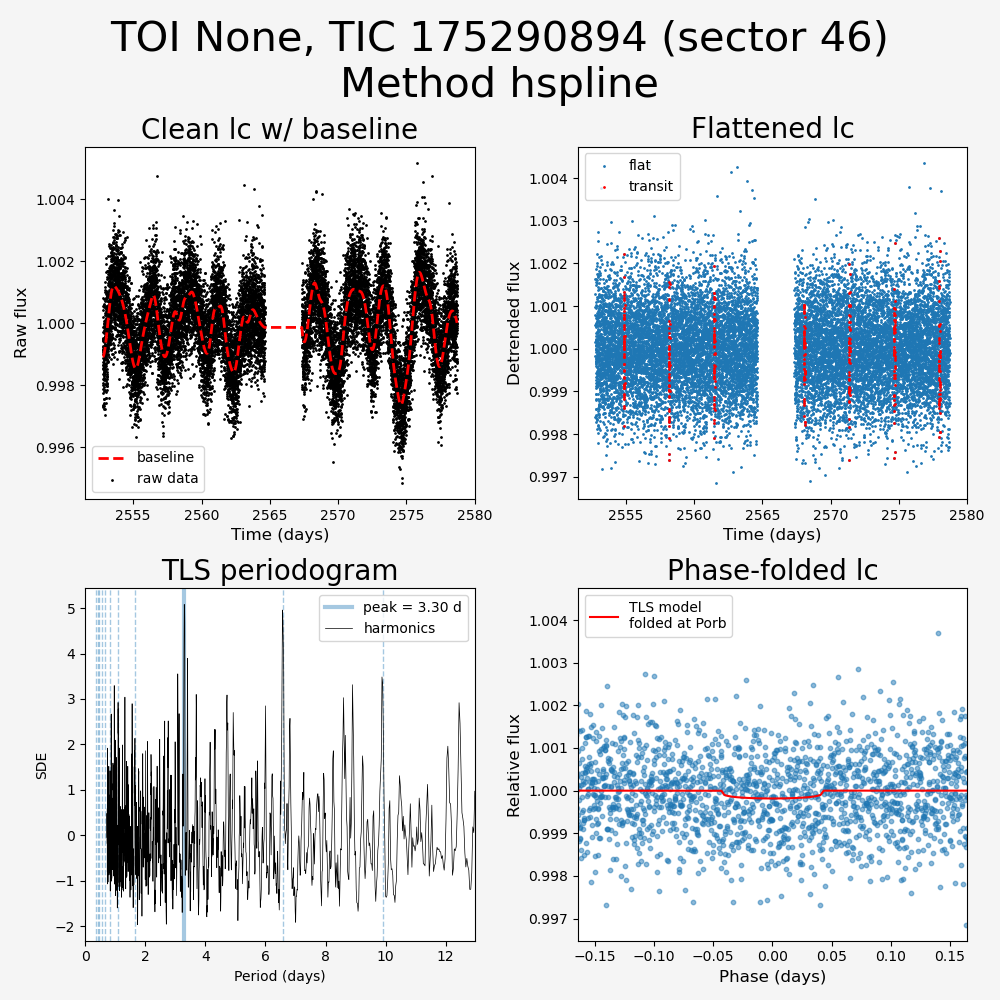 TOI None, TIC 175290894 (sector 46)
Method hspline
Clean lc w/ baseline
Raw flux
1.004
1.002
1.000
0.998
0.996
baseline
raw data
2555
2560
2565
2570
2575
2580
Time (days)
Flattened lc
Detrended flux
1.004
1.003
1.002
1.001
1.000
0.999
0.998
0.997
flat
transit
2555
2560
2565
2570
2575
2580
Time (days)
TLS periodogram
SDE
5
4
3
2
1
0
−1
−2
peak = 3.30 d
harmonics
0
2
4
6
8
10
12
Period (days)
Phase-folded lc
Relative flux
1.004
1.003
1.002
1.001
1.000
0.999
0.998
0.997
TLS model
folded at Porb
−0.15
−0.10
−0.05
0.00
0.05
0.10
0.15
Phase (days)